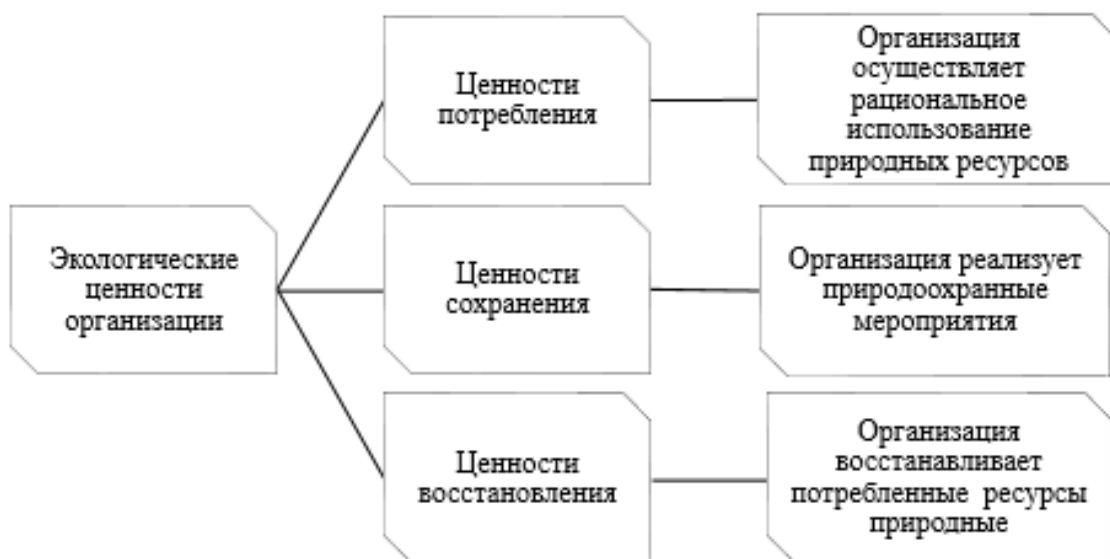 Экологические
ценности
организации
Ценности
потребления
Организация
осуществляет
рациональное
использование
природных ресурсов
Ценности
сохранения
Организация реализует
природоохранные
мероприятия
Ценности
восстановления
Организация
восстанавливает
потребленные ресурсы
природные